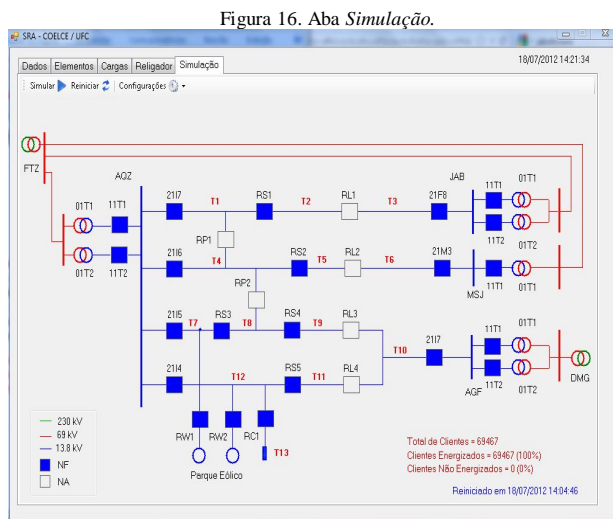 Figura 16. Aba Simulação.
SRA - COELCE / UFC
Dados Elementos Cargas Religador Simulação
18/07/2012 14:21:34
Simular Reiniciar Configurações
FTZ
AQZ
JAB
01T1 11T1
21I7 T1 RS1 T2 RL1 T3 21F8
11T1 01T1
RP1
01T2 11T2
11T2 01T2
21I6 T4 RS2 T5 RL2 T6 21M3
11T1 01T1
MSJ
RP2
21I5 T7 RS3 T8 RS4 T9 RL3
T10 21I7
11T1 01T1
21I4 T12 RS5 T11 RL4
AGF 11T2 01T2
DMG
RW1 RW2 RC1 T13
Parque Eólico
230 kV
69 kV
13.8 kV
NF
NA
Total de Clientes = 69467
Clientes Energizados = 69467 (100%)
Clientes Não Energizados = 0 (0%)
Reiniciado em 18/07/2012 14:04:46